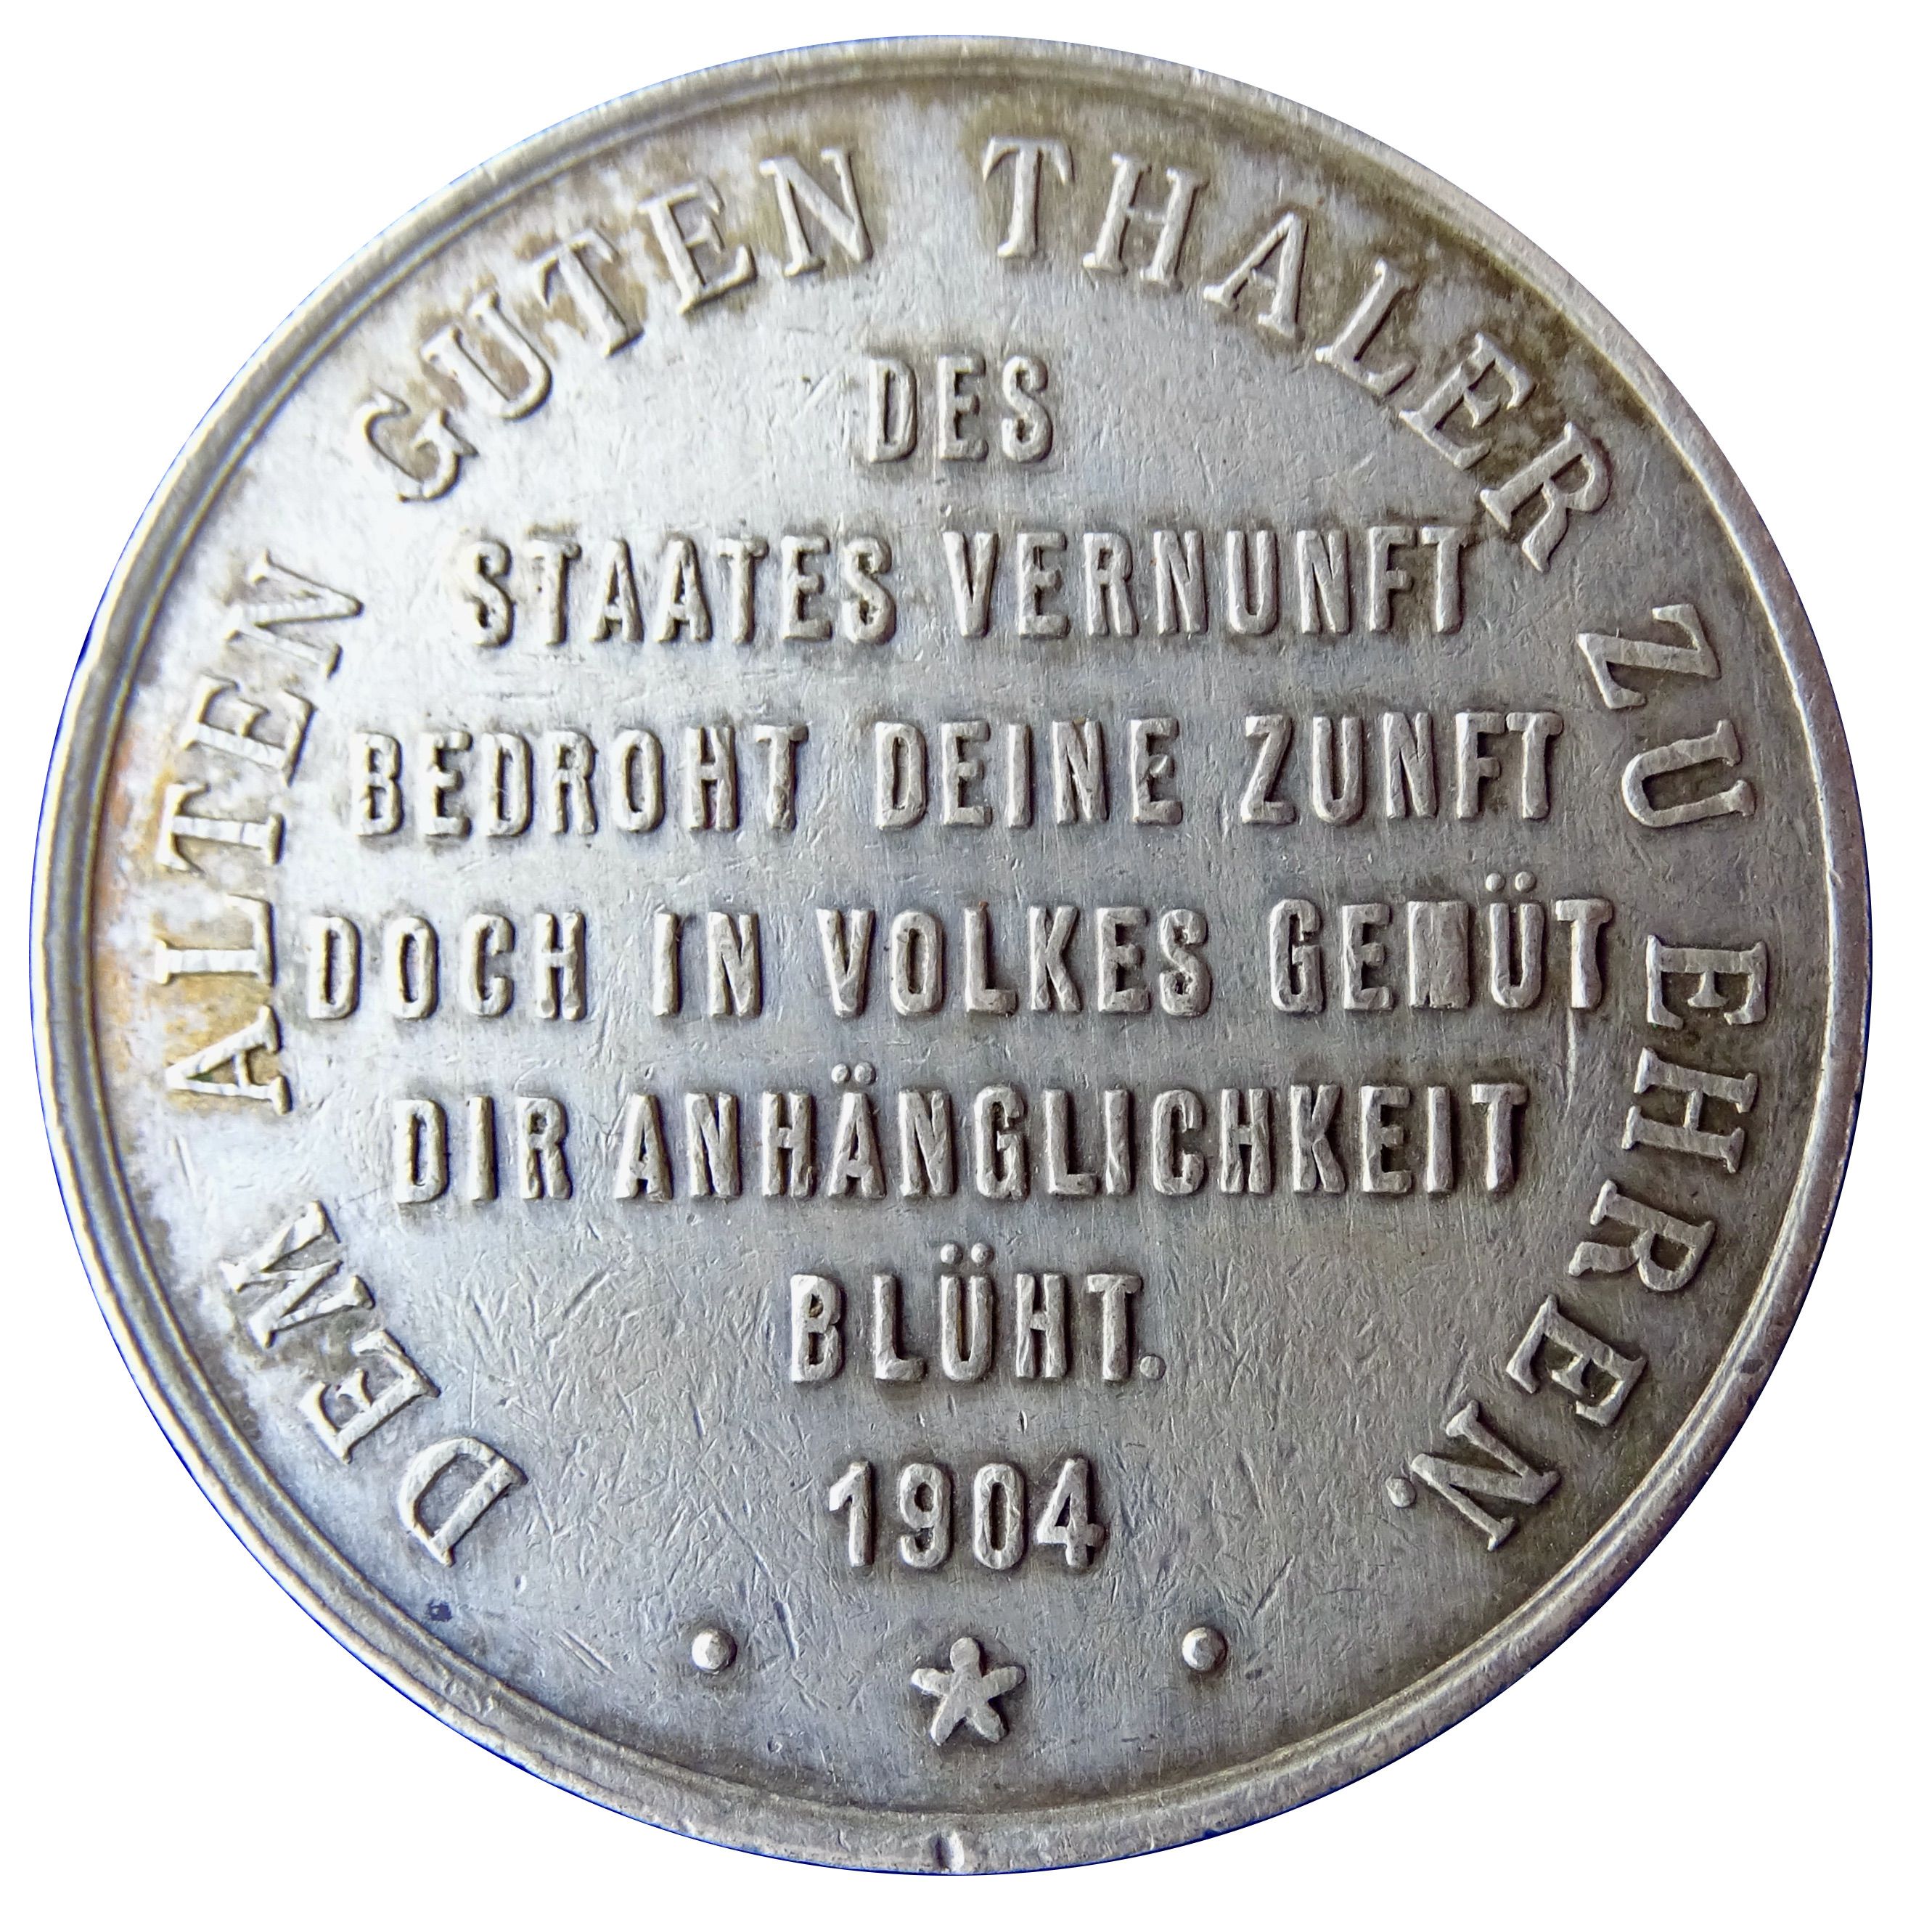 DEM ALTEN GUTEN THALER ZU EHREN.
DES
STAATES VERNUNFT
BEDROHT DEINE ZUNFT
DOCH IN VOLKES GEMÜT
DIR ANHÄNGLICHKEIT
BLÜHT.
1904